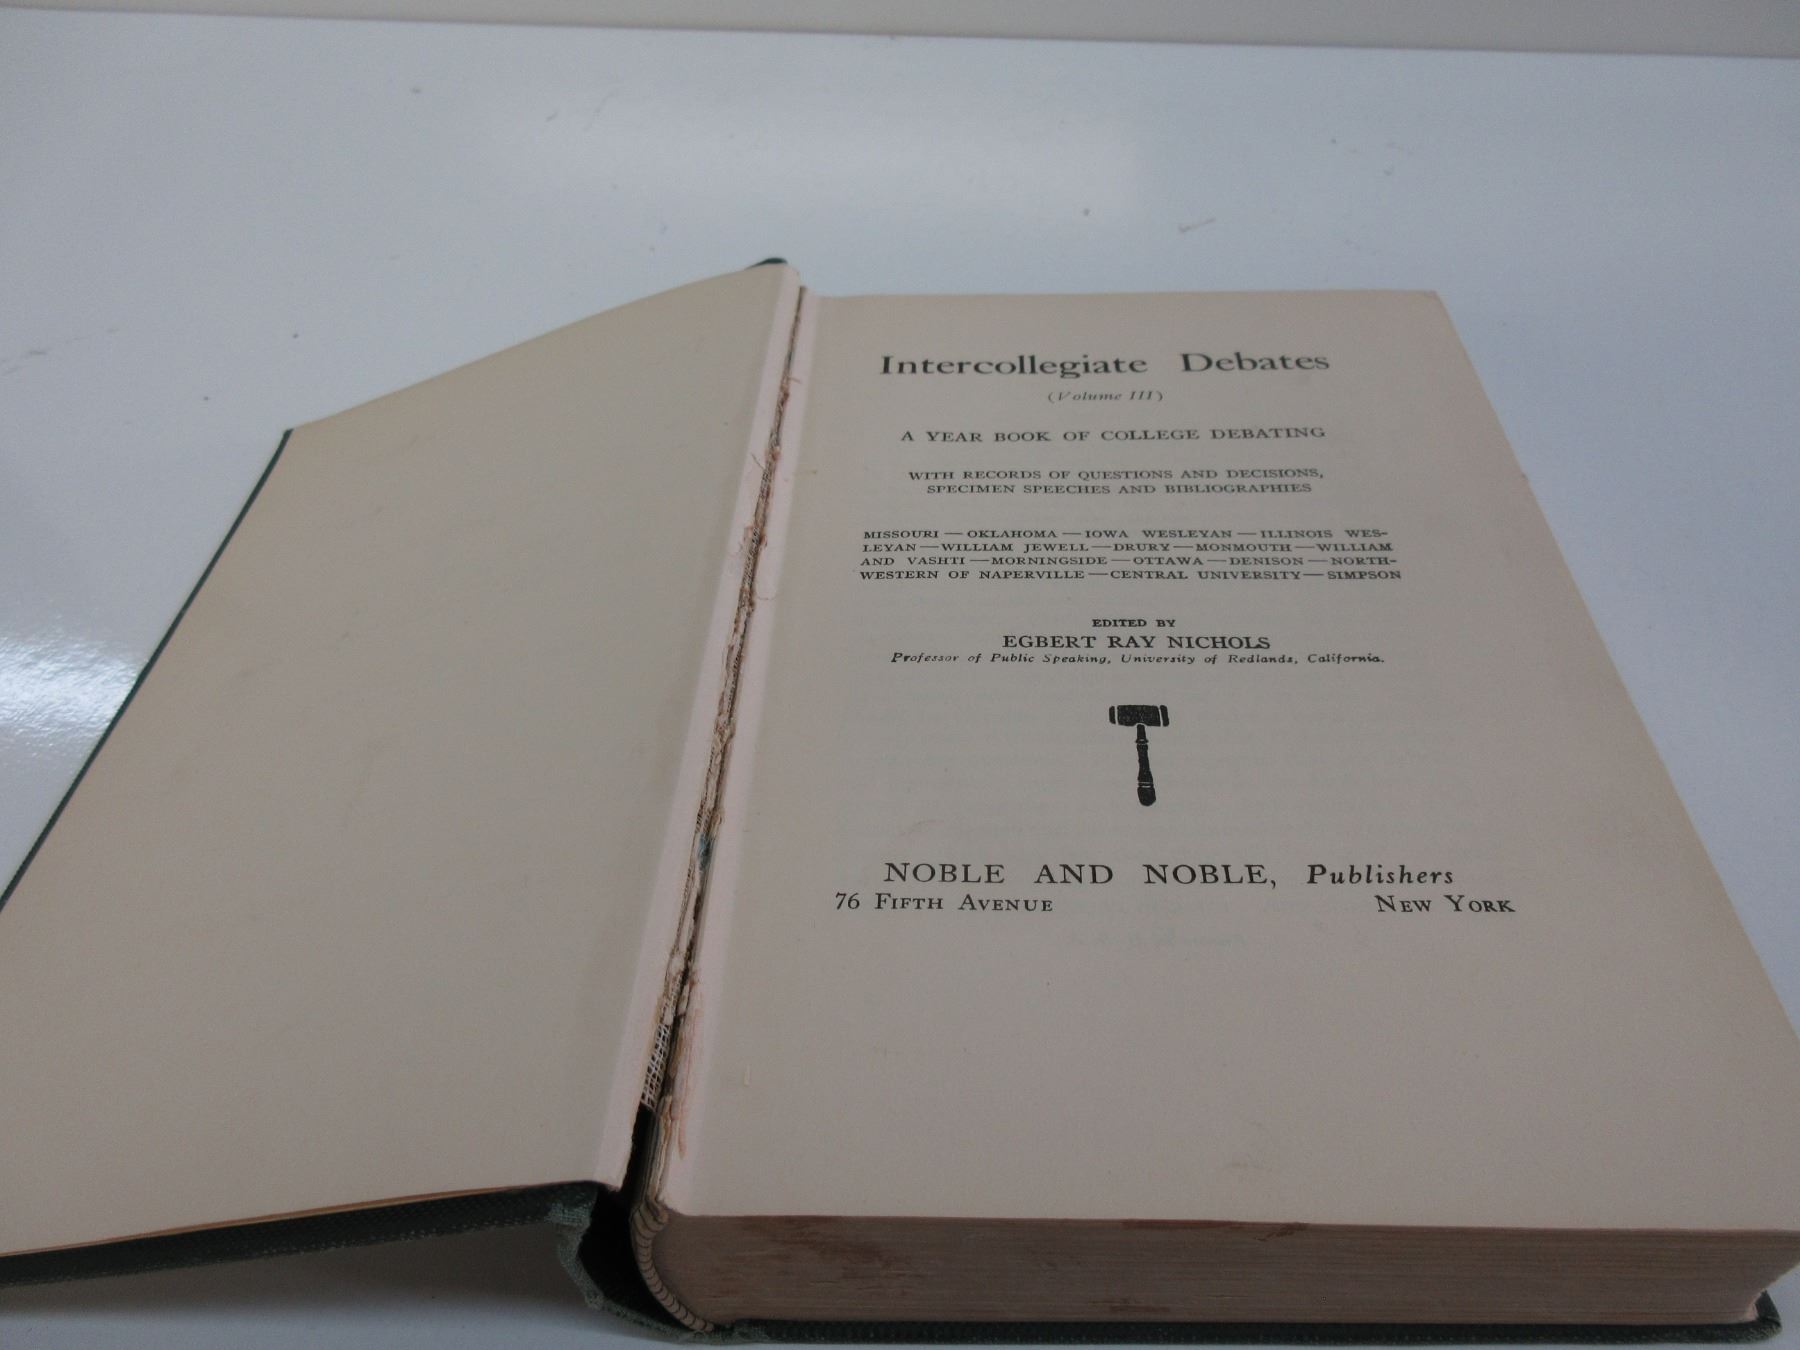 Intercollegiate Debates
(Volume III)
A YEAR BOOK OF COLLEGE DEBATING
WITH RECORDS OF QUESTIONS AND DECISIONS,
SPECIMEN SPEECHES AND BIBLIOGRAPHIES
MISSOURI — OKLAHOMA — IOWA WESLEYAN — ILLINOIS WES-
LEYAN — WILLIAM JEWELL — DRURY — MONMOUTH — WILLIAM
AND VASHTI — MORNINGSIDE — OTTAWA — DENISON — NORTH-
WESTERN OF NAPERVILLE — CENTRAL UNIVERSITY — SIMPSON
EDITED BY
EGBERT RAY NICHOLS
Professor of Public Speaking, University of Redlands, California.
NOBLE AND NOBLE, Publishers
76 FIFTH AVENUE NEW YORK